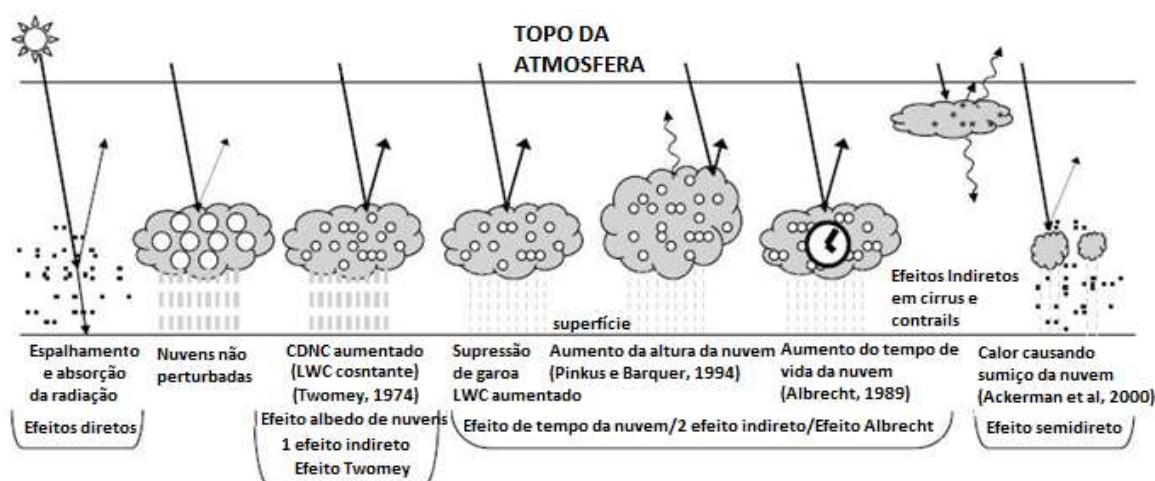 TOPO DA
ATMOSFERA
Efeitos Indiretos
em cirrus e
contrails
superfície
Espalhamento
e absorção
da radiação
Nuvens não
perturbadas
CDNC aumentado
(LWC cosntante)
(Twomey, 1974)
Supressão
de garoa
LWC aumentado
Aumento da altura da nuvem
(Pinkus e Barquer, 1994)
Aumento do tempo de
vida da nuvem
(Albrecht, 1989)
Calor causando
sumiço da nuvem
(Ackerman et al, 2000)
Efeitos diretos
Efeito albedo de nuvens
1 efeito indireto
Efeito Twomey
Efeito de tempo da nuvem/2 efeito indireto/Efeito Albrecht
Efeito semidireto